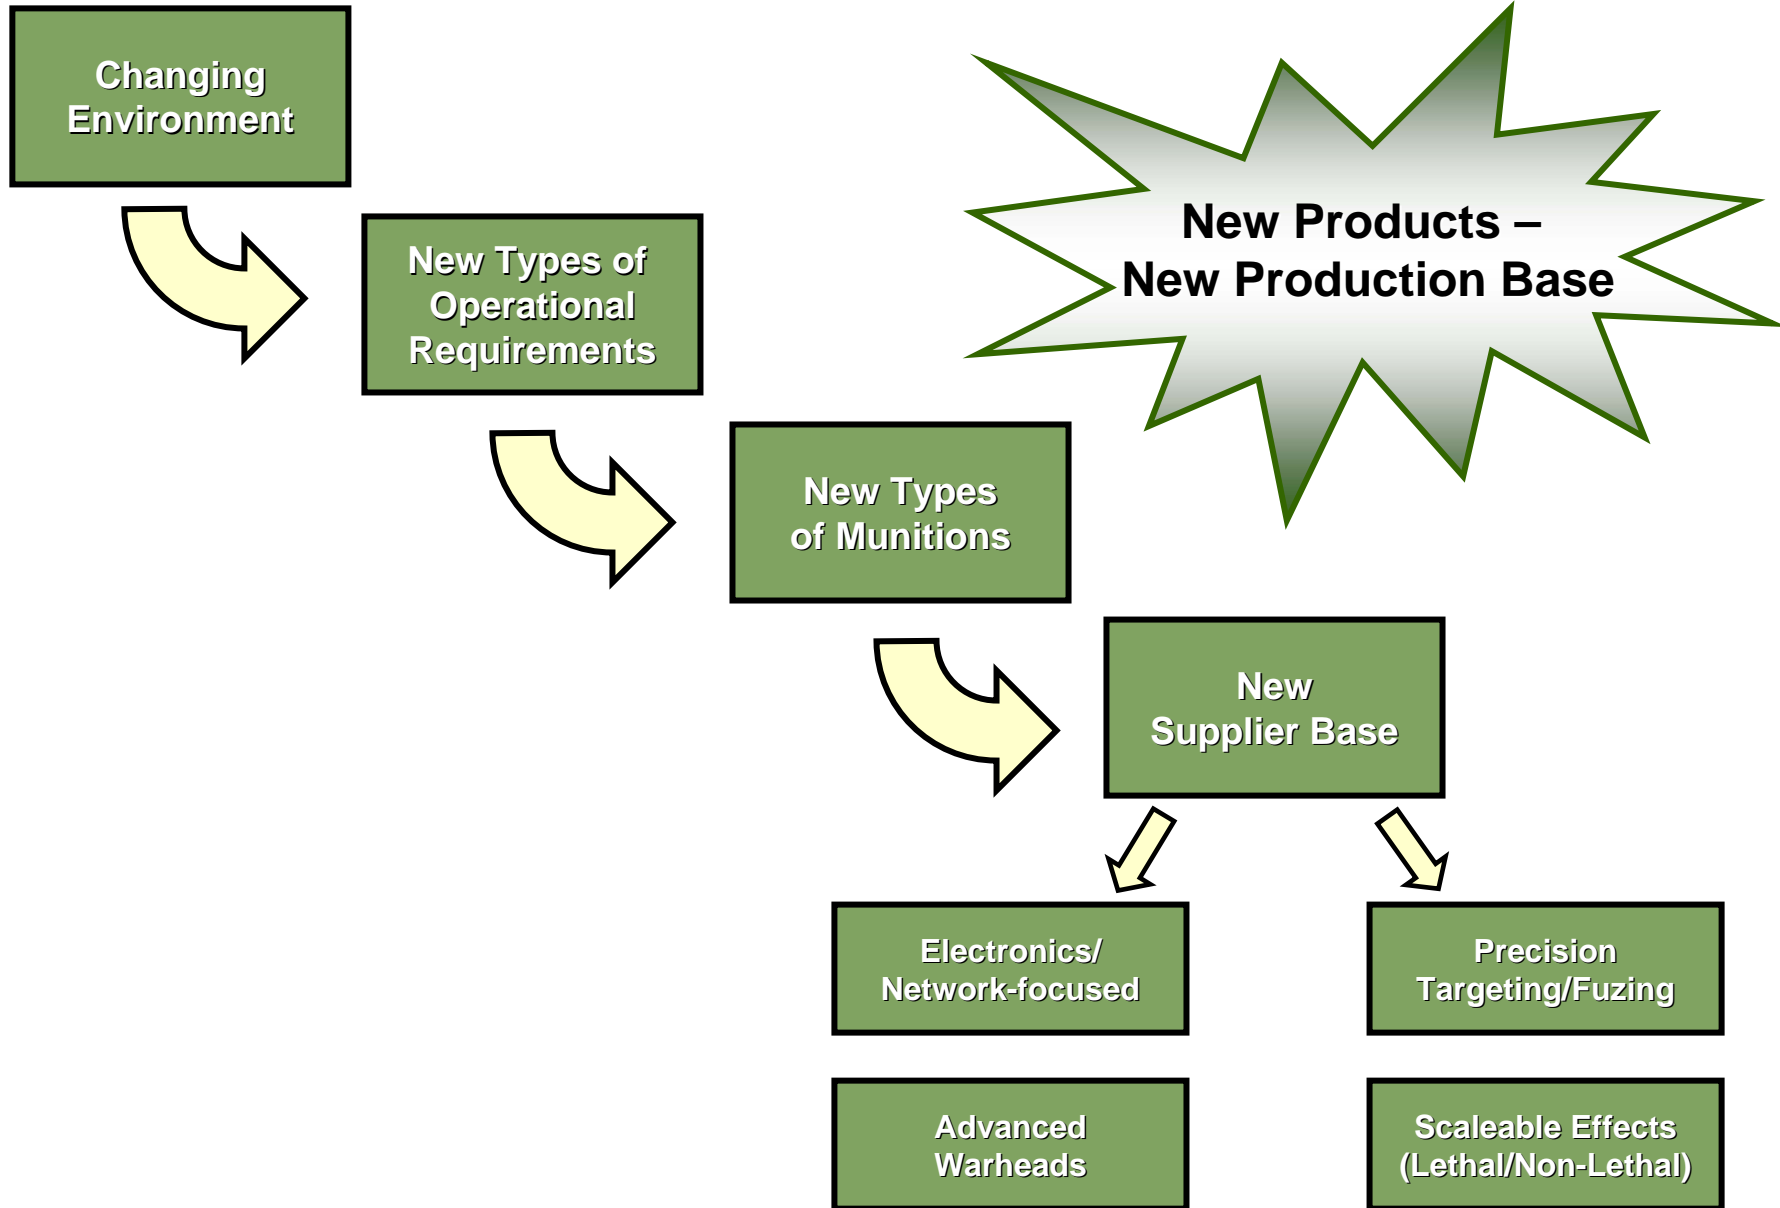 Changing
Environment
New Products –
New Production Base
New Types of
Operational
Requirements
New Types
of Munitions
New
Supplier Base
Electronics/
Network-focused
Precision
Targeting/Fuzing
Advanced
Warheads
Scaleable Effects
(Lethal/Non-Lethal)